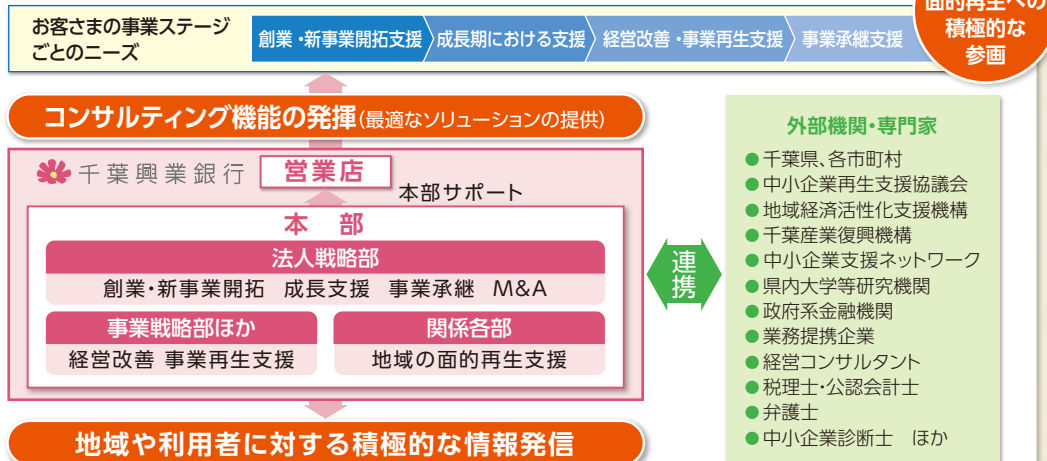 面的再生への
積極的な
参画
お客さまの事業ステージ
ごとのニーズ
創業・新事業開拓支援 成長期における支援 経営改善・事業再生支援 事業承継支援
コンサルティング機能の発揮(最適なソリューションの提供)
千葉興業銀行 営業店
本部サポート
本 部
法人戦略部
創業・新事業開拓 成長支援 事業承継 M&A
事業戦略部ほか
経営改善 事業再生支援
関係各部
地域の面的再生支援
連携
外部機関・専門家
●千葉県、各市町村
●中小企業再生支援協議会
●地域経済活性化支援機構
●千葉産業復興機構
●中小企業支援ネットワーク
●県内大学等研究機関
●政府系金融機関
●業務提携企業
●経営コンサルタント
●税理士・公認会計士
●弁護士
●中小企業診断士 ほか
地域や利用者に対する積極的な情報発信